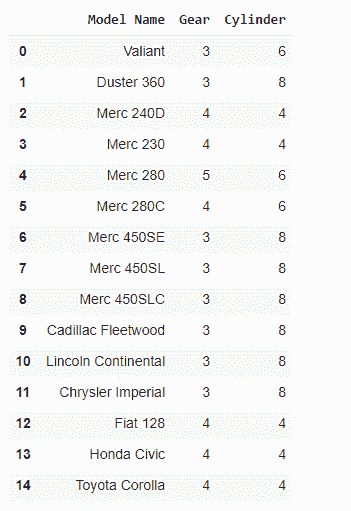 Model Name Gear Cylinder
0 Valiant 3 6
1 Duster 360 3 8
2 Merc 240D 4 4
3 Merc 230 4 4
4 Merc 280 5 6
5 Merc 280C 4 6
6 Merc 450SE 3 8
7 Merc 450SL 3 8
8 Merc 450SLC 3 8
9 Cadillac Fleetwood 3 8
10 Lincoln Continental 3 8
11 Chrysler Imperial 3 8
12 Fiat 128 4 4
13 Honda Civic 4 4
14 Toyota Corolla 4 4